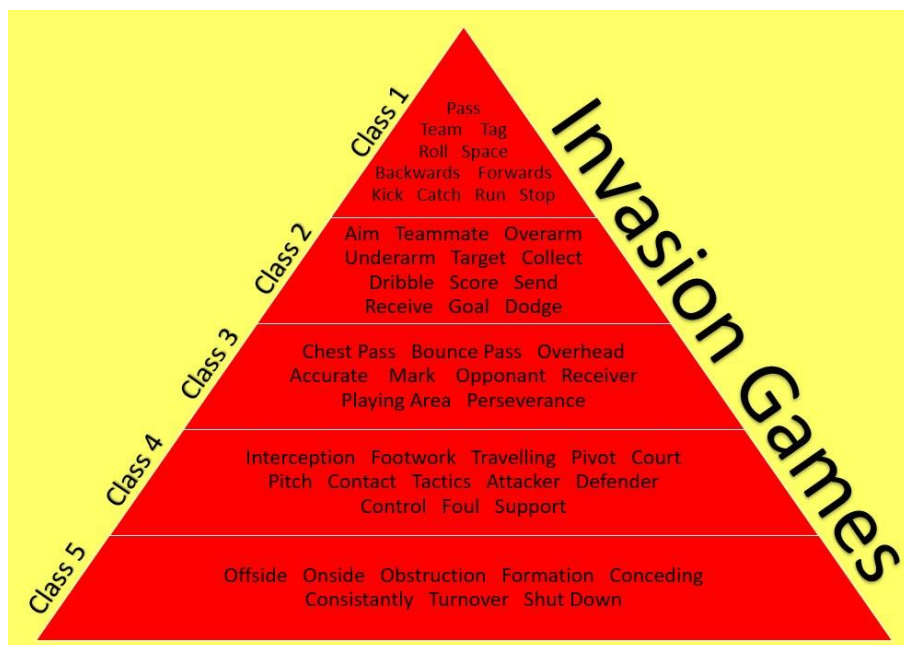 Invasion Games
Class 1
Pass
Team Tag
Roll Space
Backwards Forwards
Kick Catch Run Stop
Class 2
Aim Teammate Overarm
Underarm Target Collect
Dribble Score Send
Receive Goal Dodge
Class 3
Chest Pass Bounce Pass Overhead
Accurate Mark Opponant Receiver
Playing Area Perseverance
Class 4
Interception Footwork Travelling Pivot Court
Pitch Contact Tactics Attacker Defender
Control Foul Support
Class 5
Offside Onside Obstruction Formation Conceding
Consistantly Turnover Shut Down